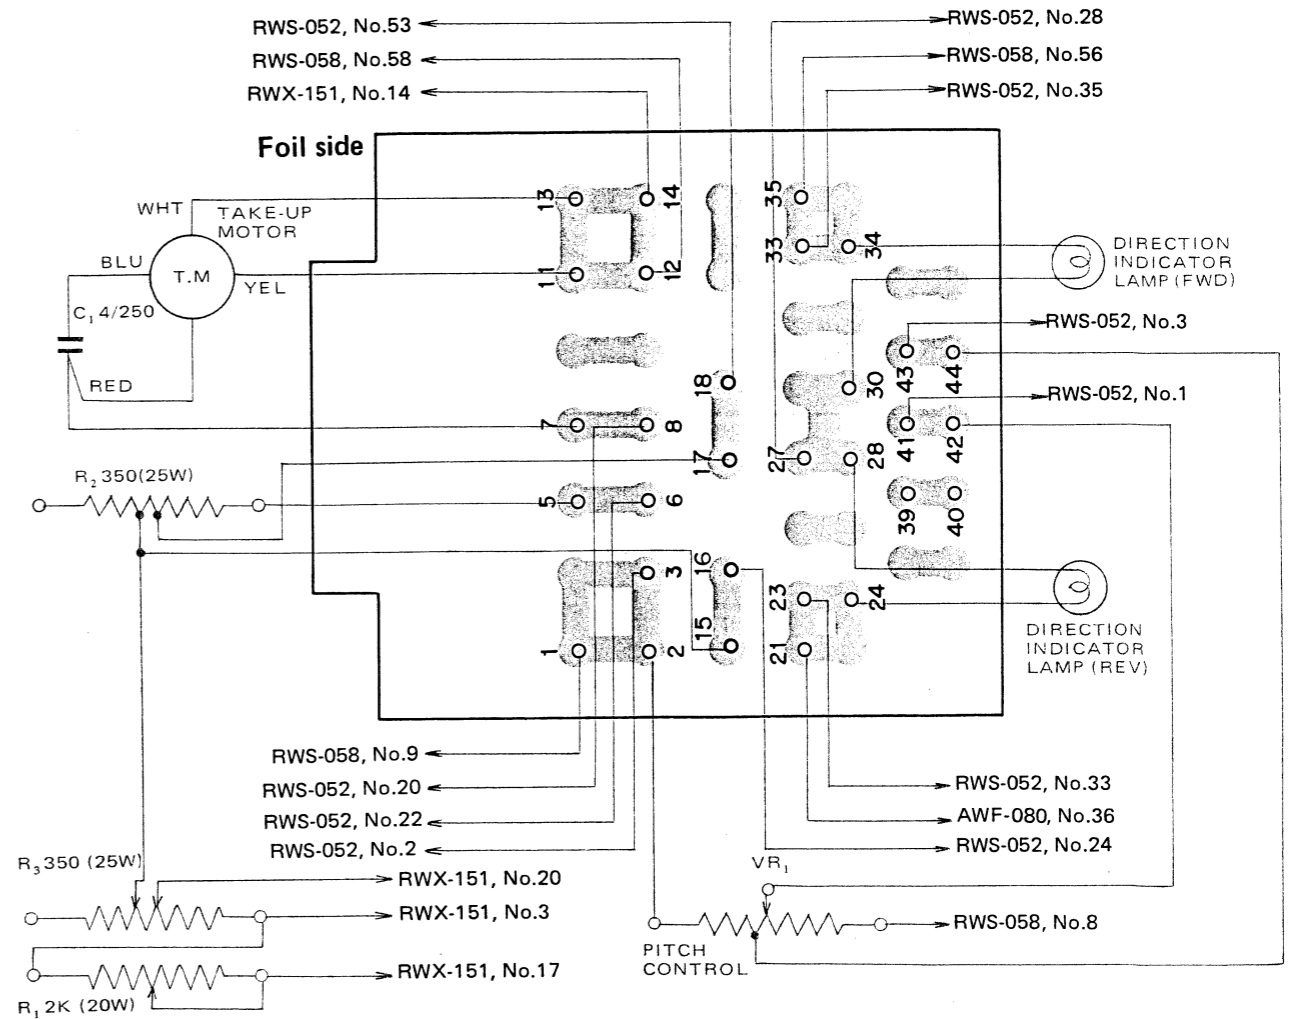 RWS-052, No.53
RWS-058, No.58
RWX-151, No.14
RWS-052, No.28
RWS-058, No.56
RWS-052, No.35
Foil side
WHT
TAKE-UP
MOTOR
BLU
T.M
YEL
C1 4/250
RED
13
14
11
12
35
33
34
DIRECTION
INDICATOR
LAMP (FWD)
RWS-052, No.3
43
44
18
30
RWS-052, No.1
7
8
17
27
28
41
42
R2 350(25W)
5
6
39
40
3
16
23
24
1
2
15
21
DIRECTION
INDICATOR
LAMP (REV)
RWS-058, No.9
RWS-052, No.20
RWS-052, No.22
RWS-052, No.2
RWS-052, No.33
AWF-080, No.36
RWS-052, No.24
R3 350 (25W)
RWX-151, No.20
RWX-151, No.3
RWX-151, No.17
R1 2K (20W)
VR1
RWS-058, No.8
PITCH
CONTROL